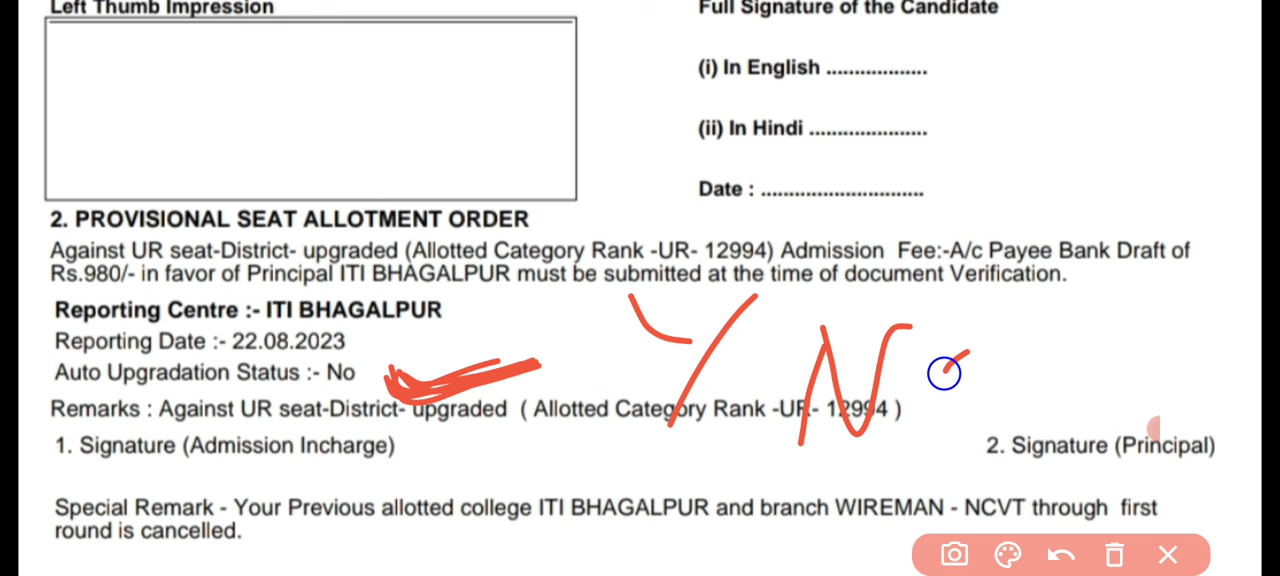 Left Thumb Impression
Full Signature of the Candidate
(i) In English ..................
(ii) In Hindi .....................
Date : .............................
2. PROVISIONAL SEAT ALLOTMENT ORDER
Against UR seat-District- upgraded (Allotted Category Rank -UR- 12994) Admission Fee:-A/c Payee Bank Draft of
Rs.980/- in favor of Principal ITI BHAGALPUR must be submitted at the time of document Verification.
Reporting Centre :- ITI BHAGALPUR
Reporting Date :- 22.08.2023
Auto Upgradation Status :- No
Y N
Remarks : Against UR seat-District- upgraded ( Allotted Category Rank -UR- 12994 )
1. Signature (Admission Incharge)
2. Signature (Principal)
Special Remark - Your Previous allotted college ITI BHAGALPUR and branch WIREMAN - NCVT through first
round is cancelled.